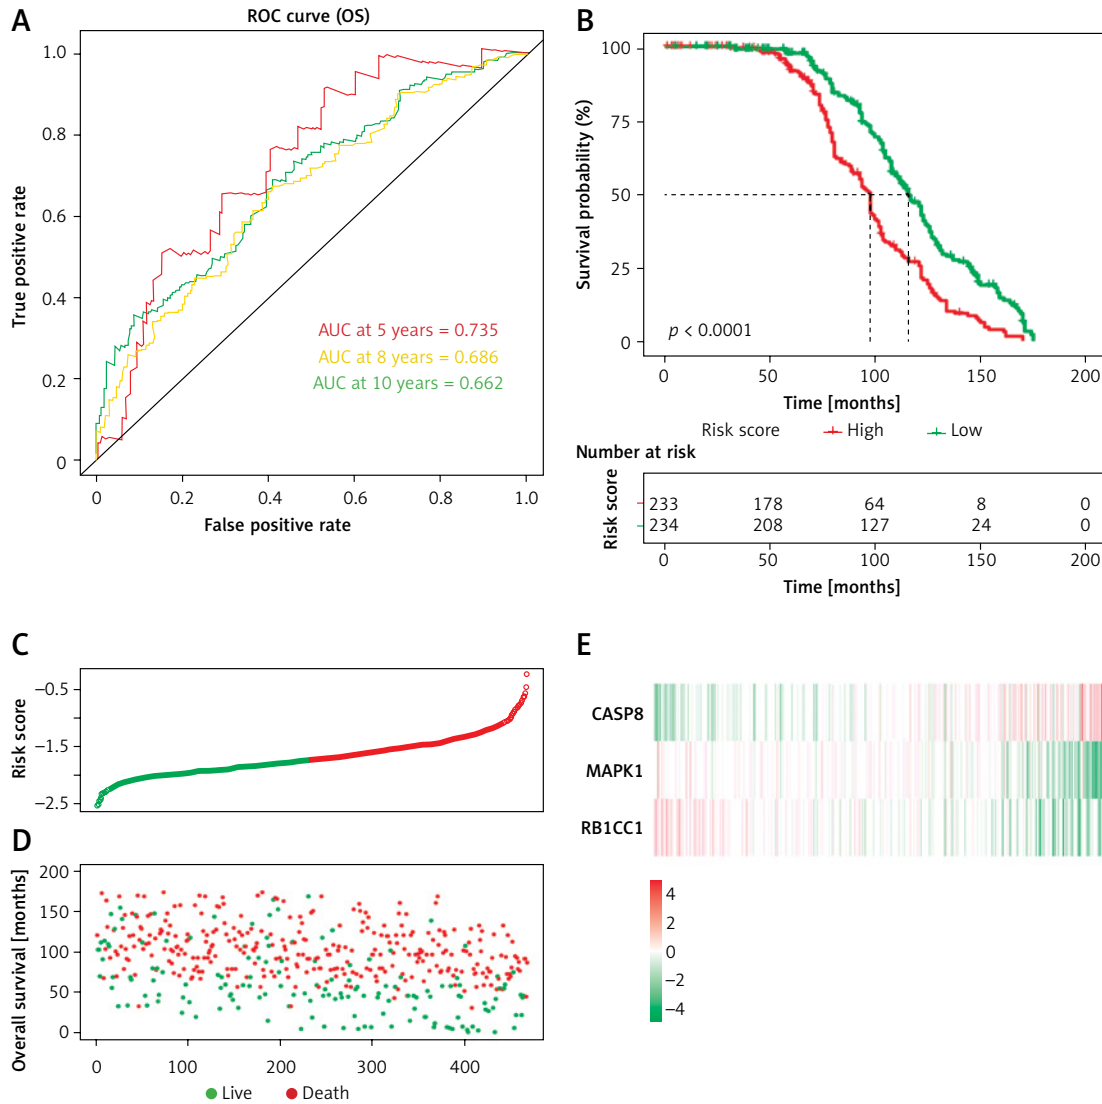 A
ROC curve (OS)
True positive rate
1.0
0.8
0.6
0.4
0.2
0
AUC at 5 years = 0.735
AUC at 8 years = 0.686
AUC at 10 years = 0.662
0 0.2 0.4 0.6 0.8 1.0
False positive rate
B
Survival probability (%)
100
75
50
25
0
p < 0.0001
0 50 100 150 200
Time [months]
Risk score High Low
Number at risk
Risk score
233 178 64 8 0
234 208 127 24 0
0 50 100 150 200
Time [months]
C
Risk score
−0.5
−1.5
−2.5
D
Overall survival [months]
200
150
100
50
0
0 100 200 300 400
Live Death
E
CASP8
MAPK1
RB1CC1
4
2
0
−2
−4